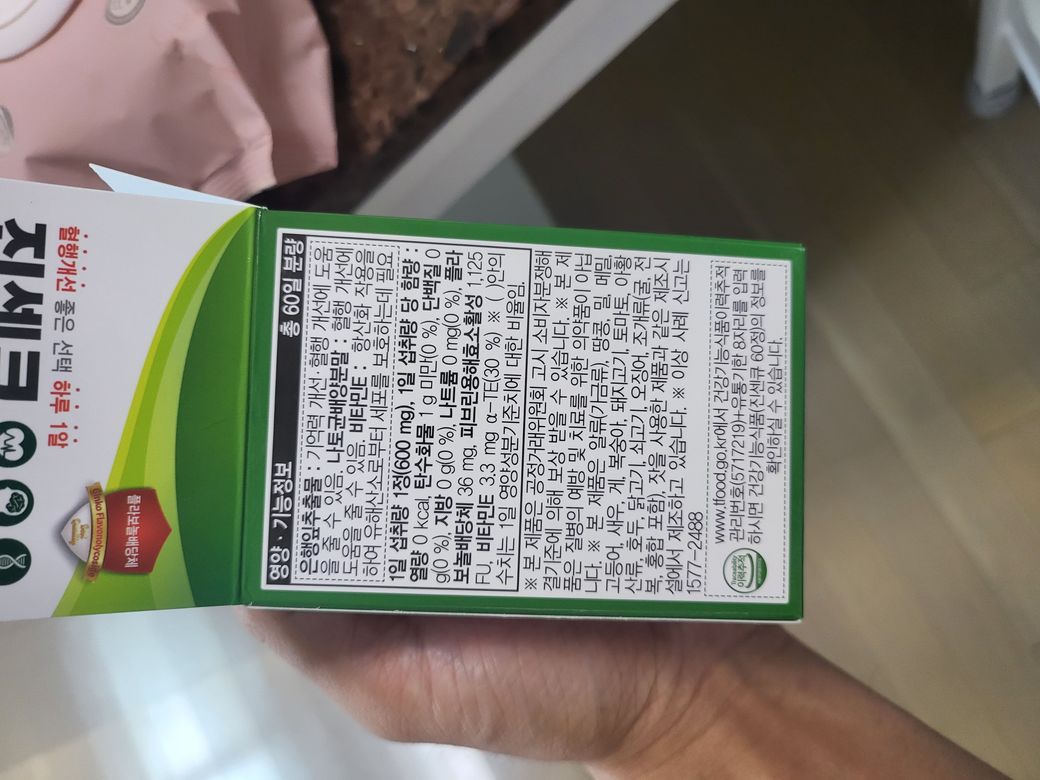 혈행개선 좋은 선택 하루 1알
진센큐
Ginkgo Flavonolycoside
플라보놀배당체
영양·기능정보 총 60일 분량
은행잎추출물 : 기억력 개선, 혈행 개선에 도움
을 줄 수 있음, 나토균배양분말 : 혈행 개선에
도움을 줄 수 있음, 비타민E : 항산화 작용을
하여 유해산소로부터 세포를 보호하는데 필요
1일 섭취량 1정(600 mg), 1일 섭취량 당 함량 :
열량 0 kcal, 탄수화물 1 g 미만(0 %), 단백질 0
g(0 %), 지방 0 g(0 %), 나트륨 0 mg(0 %), 플라
보놀배당체 36 mg, 피브린용해효소활성 1,125
FU, 비타민E 3.3 mg α-TE(30 %) ※ ( )안의
수치는 1일 영양성분기준치에 대한 비율임.
※ 본 제품은 공정거래위원회 고시 소비자분쟁해
결기준에 의해 보상 받을 수 있습니다. ※ 본 제
품은 질병의 예방 및 치료를 위한 의약품이 아닙
니다. ※ 본 제품은 알류(가금류), 땅콩, 밀, 메밀,
고등어, 새우, 게, 복숭아, 돼지고기, 토마토, 아황
산류, 호두, 닭고기, 쇠고기, 오징어, 조개류(굴, 전
복, 홍합 포함), 잣을 사용한 제품과 같은 제조시
설에서 제조하고 있습니다. ※ 이상 사례 신고는
1577-2488
이력추적
www.tfood.go.kr에서 건강기능식품이력추적
관리번호(5717219)+유통기한 8자리를 입력
하시면 건강기능식품(진센큐 60정)의 정보를
확인하실 수 있습니다.